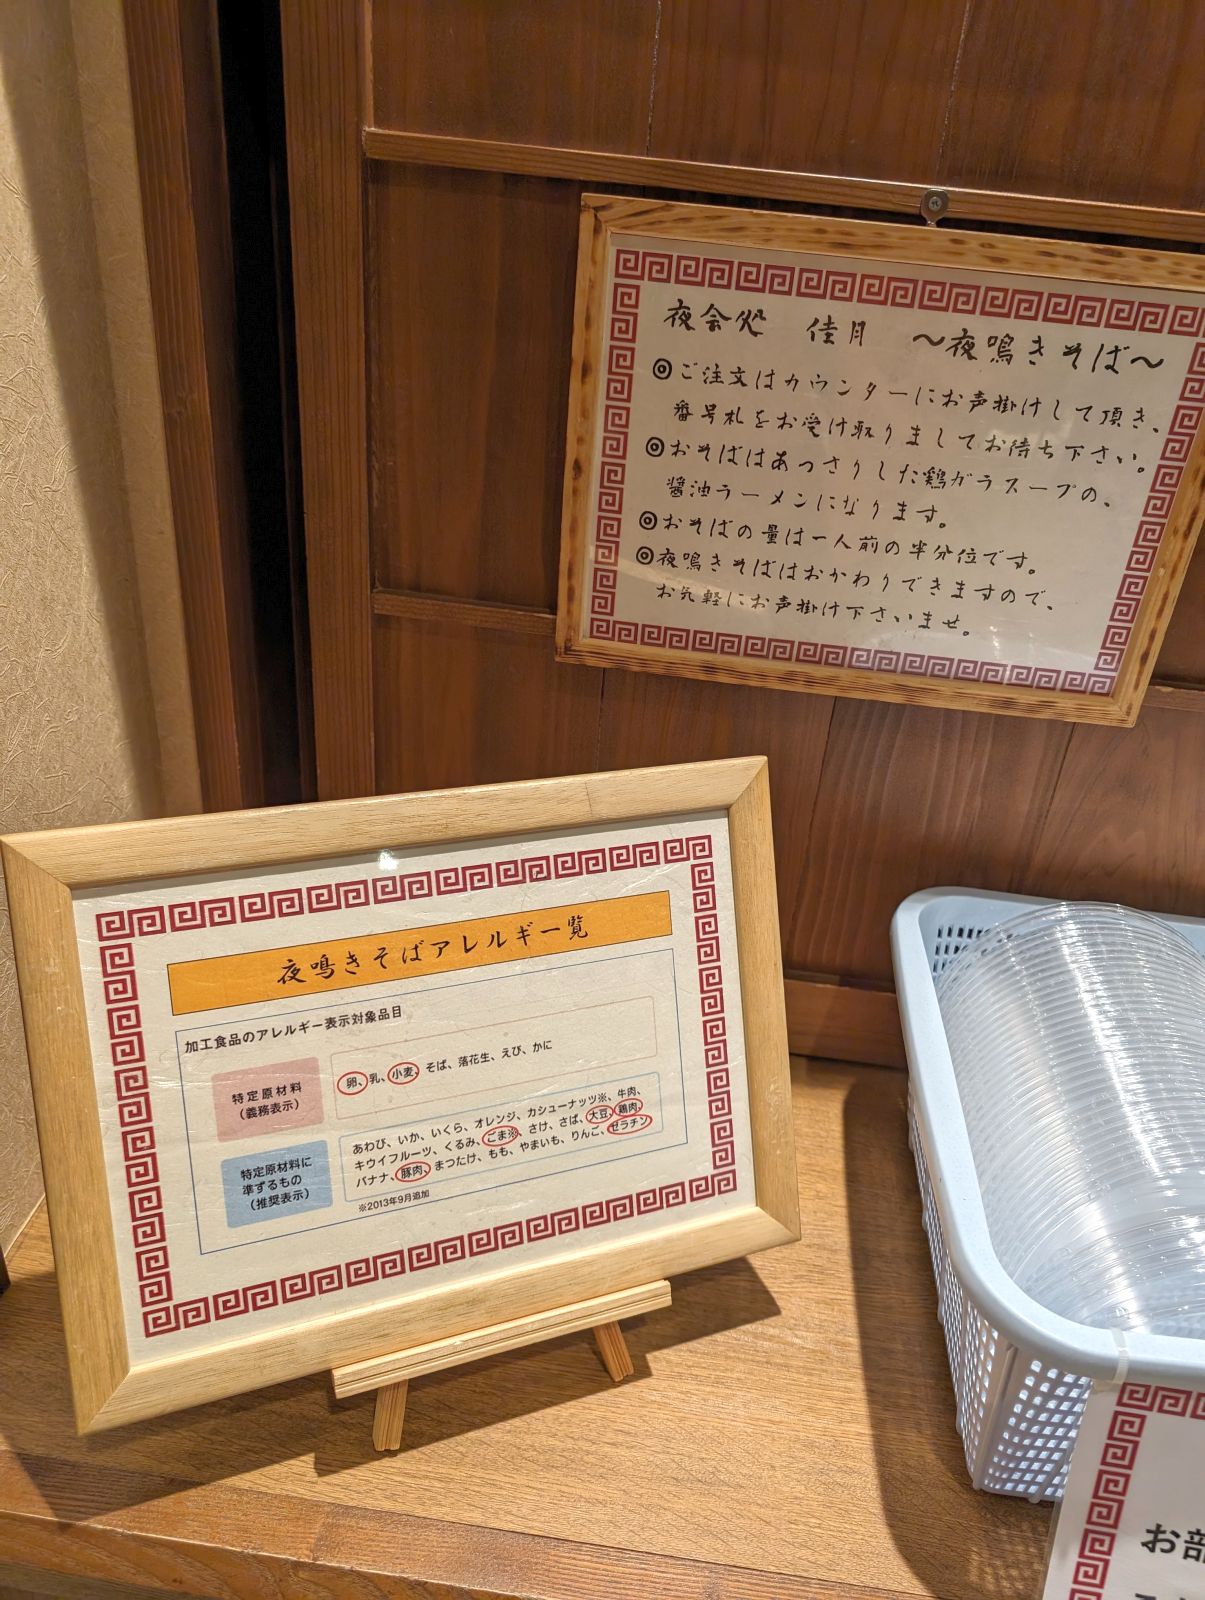 夜会処 佳月 〜夜鳴きそば〜
◎ご注文はカウンターにお声掛けして頂き、
番号札をお受け取りましてお待ち下さい。
◎おそばはあっさりした鶏ガラスープの、
醤油ラーメンになります。
◎おそばの量は一人前の半分位です。
◎夜鳴きそばはおかわりできますので、
お気軽にお声掛け下さいませ。
夜鳴きそばアレルギー覧
加工食品のアレルギー表示対象品目
特定原材料
(義務表示)
卵、乳、小麦、そば、落花生、えび、かに
特定原材料に
準ずるもの
(推奨表示)
あわび、いか、いくら、オレンジ、カシューナッツ※、牛肉、
キウイフルーツ、くるみ、ごま※、さけ、さば、大豆、鶏肉、
バナナ、豚肉、まつたけ、もも、やまいも、りんご、ゼラチン
※2013年9月追加
お部